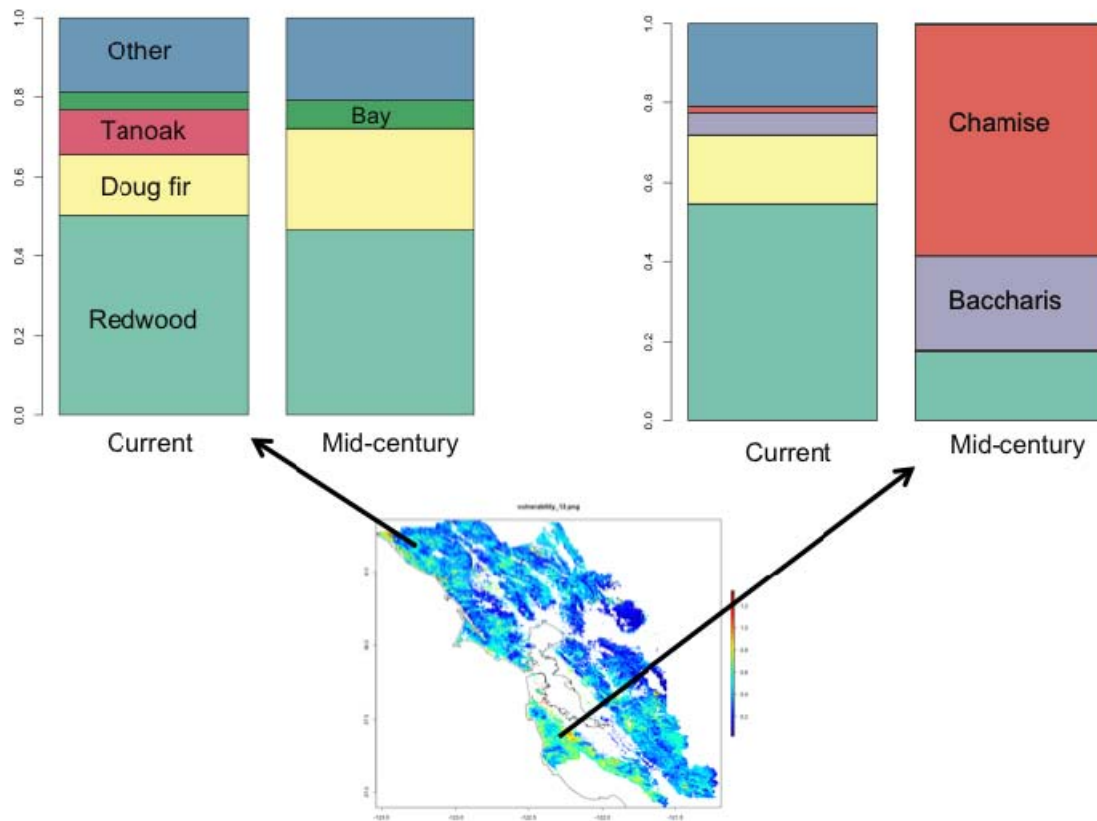 1.0
0.8
0.6
0.4
0.2
0.0
Other
Tanoak
Doug fir
Redwood
Bay
Current
Mid-century
1.0
0.8
0.6
0.4
0.2
0.0
Chamise
Baccharis
Current
Mid-century
vulnerability_13.png